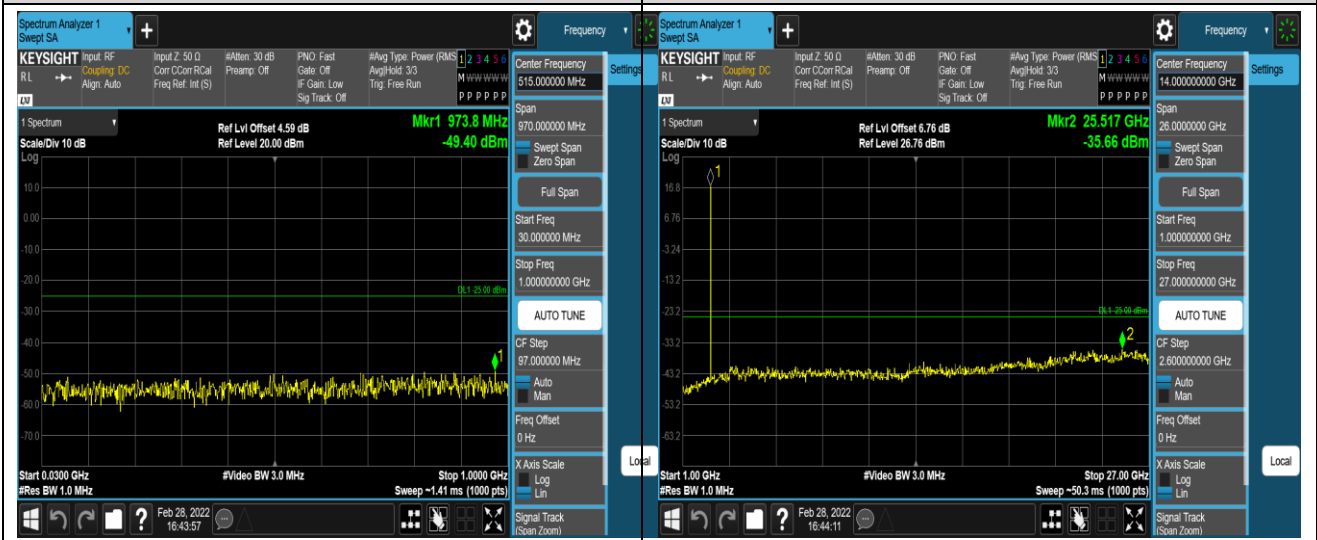 Spectrum Analyzer 1
Swept SA
+
Frequency
KEYSIGHT
Input: RF
Input Z: 50 Ω
#Atten: 30 dB
PNO: Fast
#Avg Type: Power (RMS
1 2 3 4 5 6
RL
Coupling: DC
Corr CCorr RCal
Preamp: Off
Gate: Off
Avg|Hold: 3/3
M W W W W W
Align: Auto
Freq Ref: Int (S)
IF Gain: Low
Trig: Free Run
LXI
Sig Track: Off
P P P P P P
Center Frequency
515.000000 MHz
Settings
1 Spectrum
Ref Lvl Offset 4.59 dB
Mkr1 973.8 MHz
Scale/Div 10 dB
Ref Level 20.00 dBm
-49.40 dBm
Log
10.0
0.00
-10.0
-20.0
-30.0
-40.0
-50.0
-60.0
-70.0
DL1 -25.00 dBm
1
Start 0.0300 GHz
#Video BW 3.0 MHz
Stop 1.0000 GHz
#Res BW 1.0 MHz
Sweep ~1.41 ms (1000 pts)
Span
970.000000 MHz
Swept Span
Zero Span
Full Span
Start Freq
30.000000 MHz
Stop Freq
1.000000000 GHz
AUTO TUNE
CF Step
97.000000 MHz
Auto
Man
Freq Offset
0 Hz
X Axis Scale
Log
Lin
Signal Track
(Span Zoom)
Local
?
Feb 28, 2022
16:43:57
Spectrum Analyzer 1
Swept SA
+
Frequency
KEYSIGHT
Input: RF
Input Z: 50 Ω
#Atten: 30 dB
PNO: Fast
#Avg Type: Power (RMS
1 2 3 4 5 6
RL
Coupling: DC
Corr CCorr RCal
Preamp: Off
Gate: Off
Avg|Hold: 3/3
M W W W W W
Align: Auto
Freq Ref: Int (S)
IF Gain: Low
Trig: Free Run
LXI
Sig Track: Off
P P P P P P
Center Frequency
14.000000000 GHz
Settings
1 Spectrum
Ref Lvl Offset 6.76 dB
Mkr2 25.517 GHz
Scale/Div 10 dB
Ref Level 26.76 dBm
-35.66 dBm
Log
16.8
6.76
-3.24
-13.2
-23.2
-33.2
-43.2
-53.2
-63.2
1
DL1 -25.00 dBm
2
Start 1.00 GHz
#Video BW 3.0 MHz
Stop 27.00 GHz
#Res BW 1.0 MHz
Sweep ~50.3 ms (1000 pts)
Span
26.0000000 GHz
Swept Span
Zero Span
Full Span
Start Freq
1.000000000 GHz
Stop Freq
27.000000000 GHz
AUTO TUNE
CF Step
2.600000000 GHz
Auto
Man
Freq Offset
0 Hz
X Axis Scale
Log
Lin
Signal Track
(Span Zoom)
Local
?
Feb 28, 2022
16:44:11